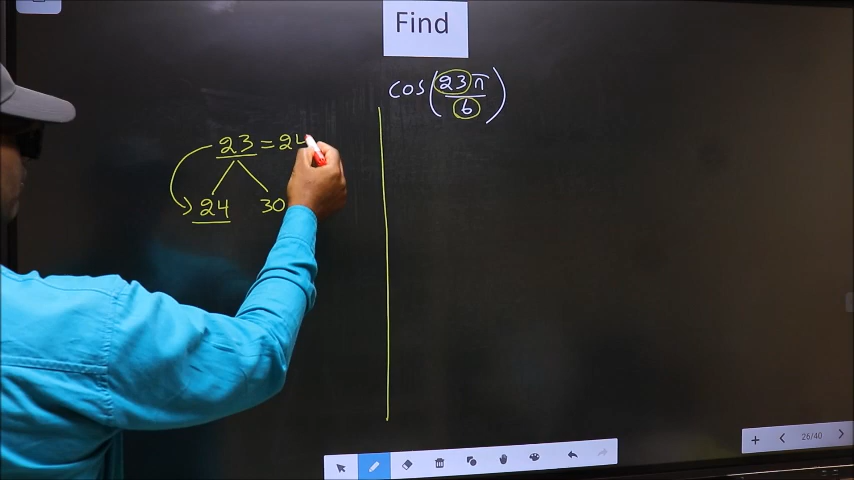 Find
cos(23π/6)
23 = 24
24 30
26/40